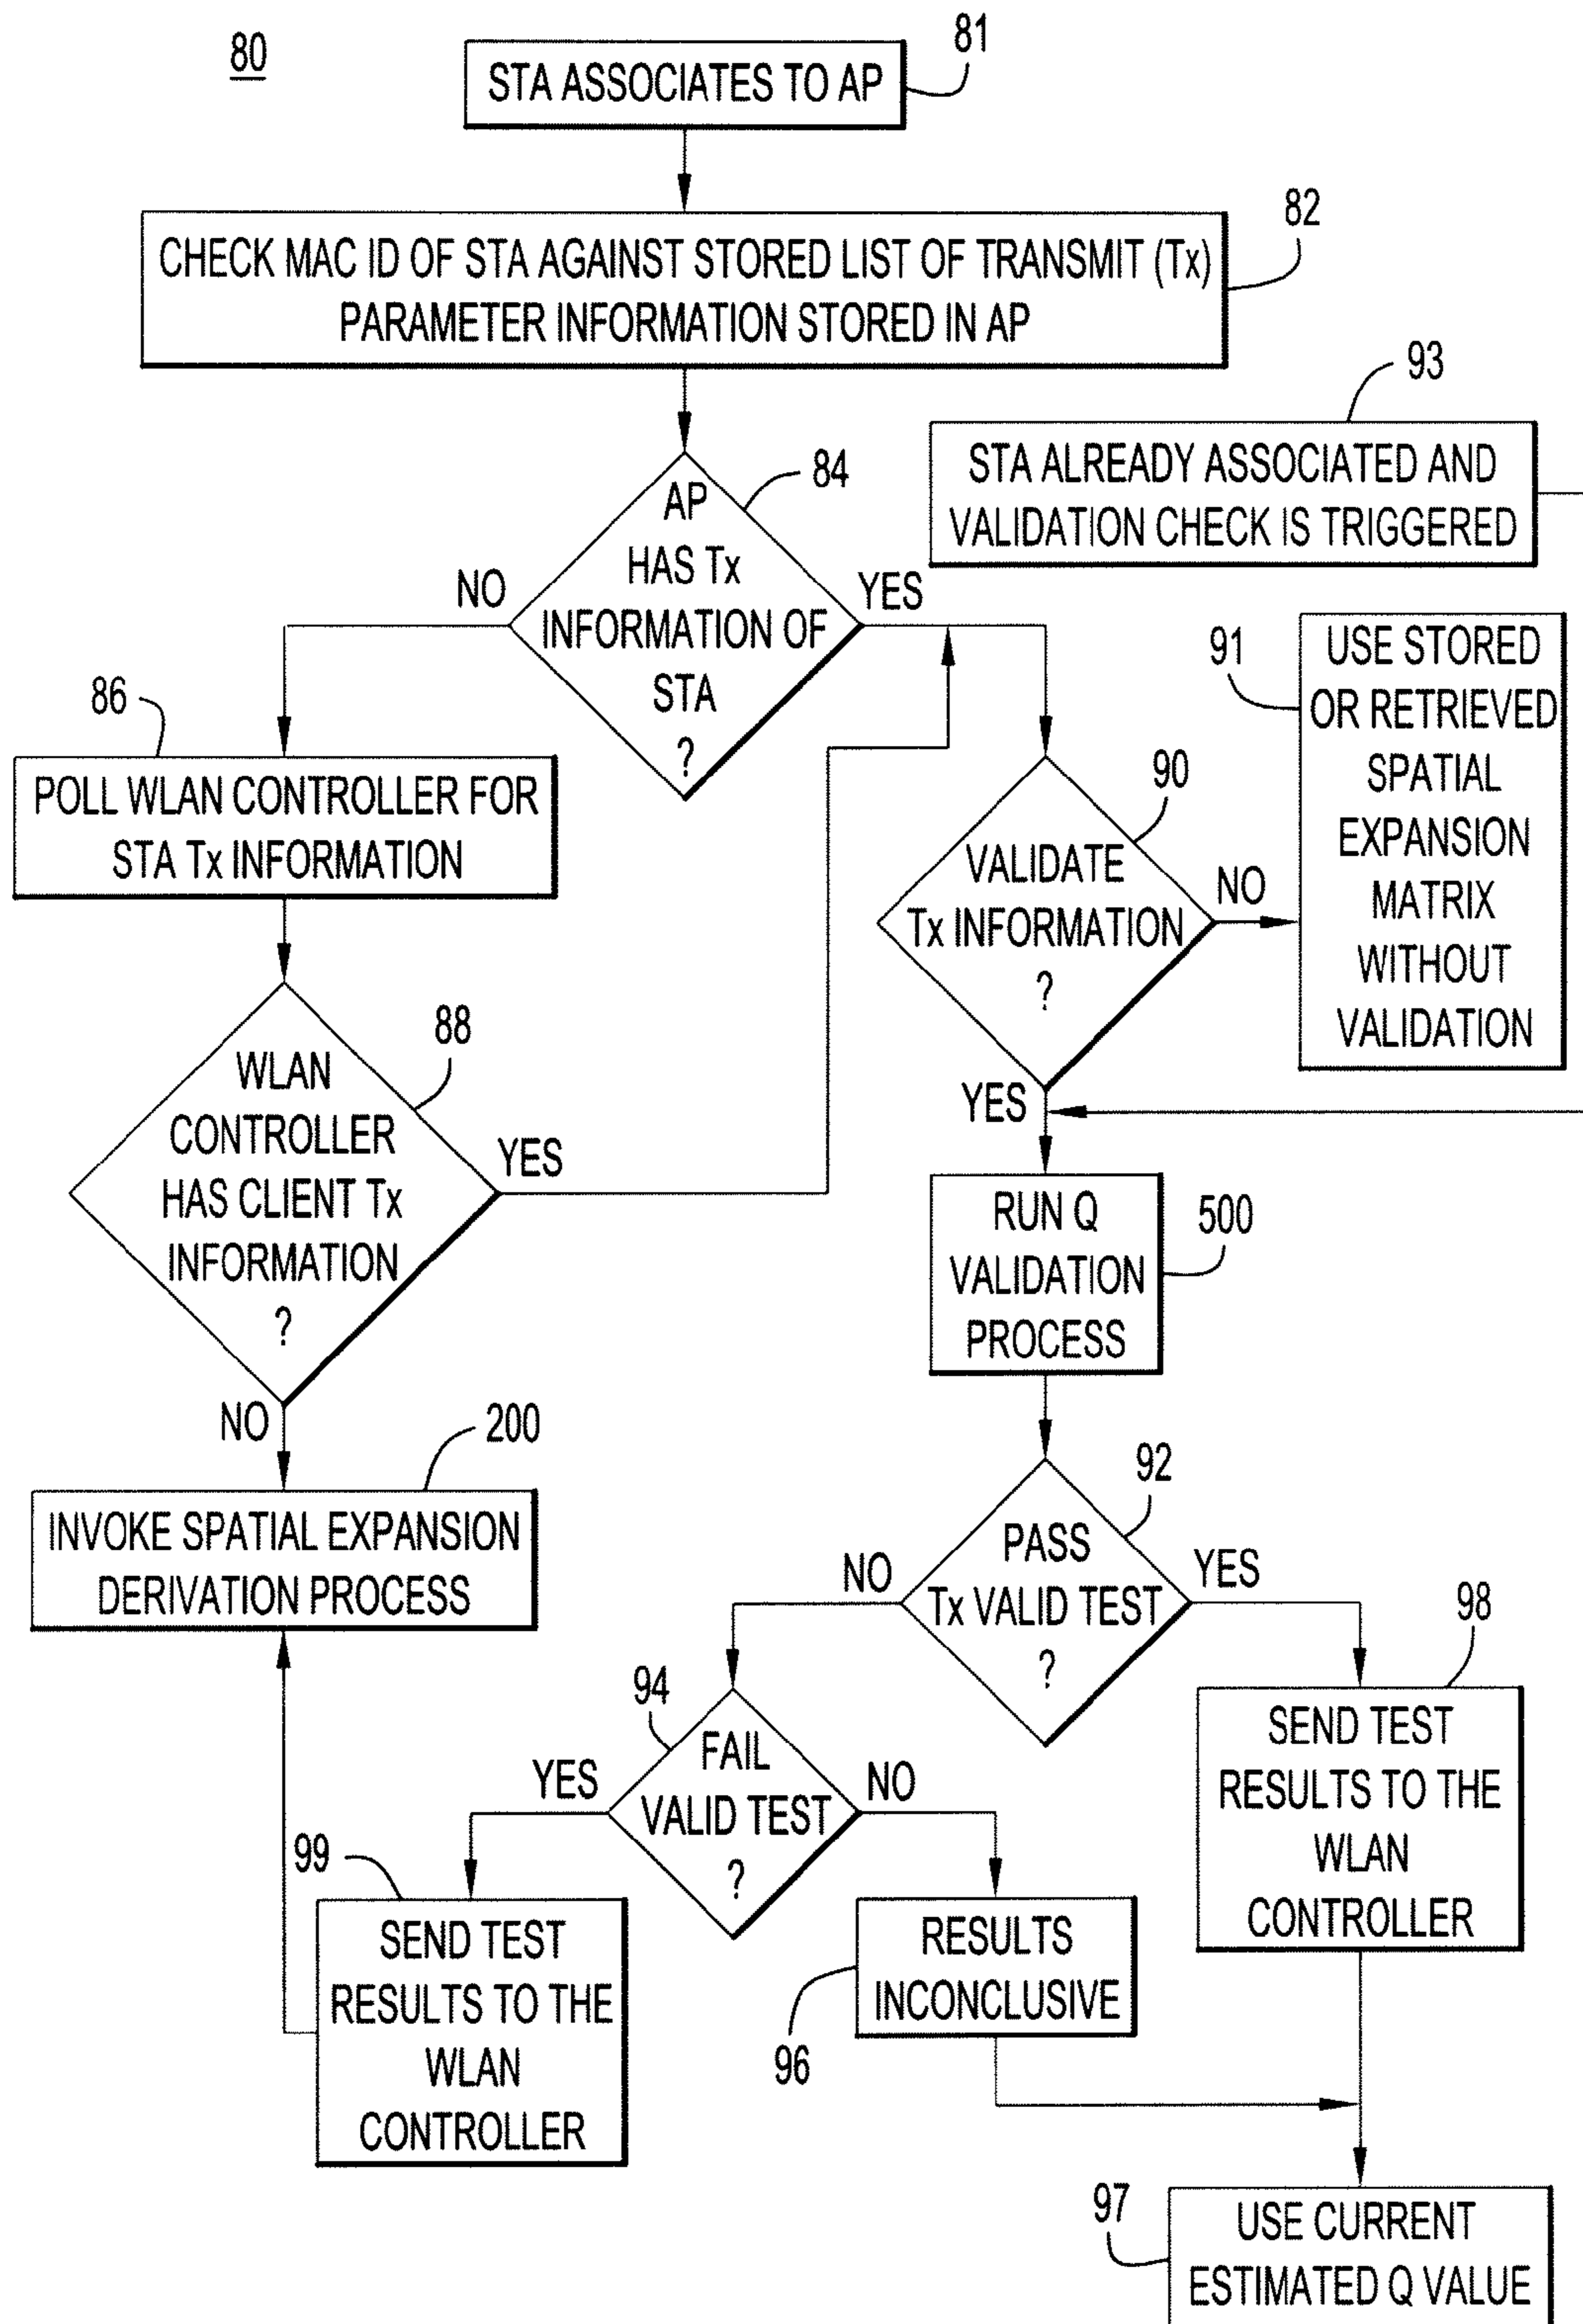 80
STA ASSOCIATES TO AP
81
CHECK MAC ID OF STA AGAINST STORED LIST OF TRANSMIT (Tx)
PARAMETER INFORMATION STORED IN AP
82
93
STA ALREADY ASSOCIATED AND
VALIDATION CHECK IS TRIGGERED
AP
HAS Tx
INFORMATION OF
STA
?
84
NO
YES
86
POLL WLAN CONTROLLER FOR
STA Tx INFORMATION
91
USE STORED
OR RETRIEVED
SPATIAL
EXPANSION
MATRIX
WITHOUT
VALIDATION
90
VALIDATE
Tx INFORMATION
?
NO
YES
88
WLAN
CONTROLLER
HAS CLIENT Tx
INFORMATION
?
YES
NO
RUN Q
VALIDATION
PROCESS
500
200
INVOKE SPATIAL EXPANSION
DERIVATION PROCESS
92
PASS
Tx VALID TEST
?
NO
YES
94
FAIL
VALID TEST
?
YES
NO
98
SEND TEST
RESULTS TO THE
WLAN
CONTROLLER
99
SEND TEST
RESULTS TO THE
WLAN
CONTROLLER
RESULTS
INCONCLUSIVE
96
97
USE CURRENT
ESTIMATED Q VALUE